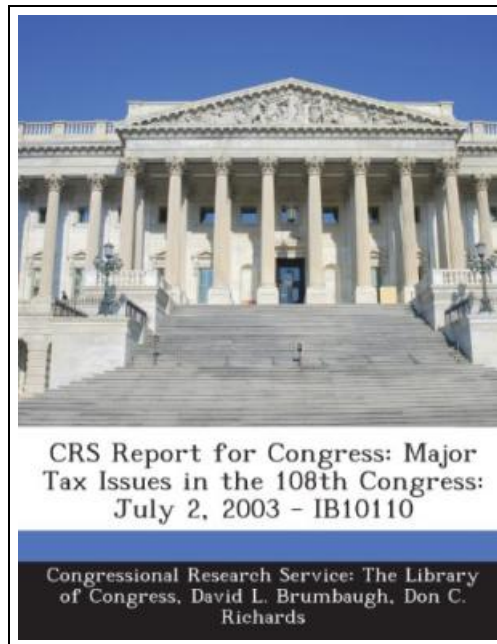 CRS Report for Congress: Major
Tax Issues in the 108th Congress:
July 2, 2003 - IB10110
Congressional Research Service: The Library
of Congress, David L. Brumbaugh, Don C.
Richards